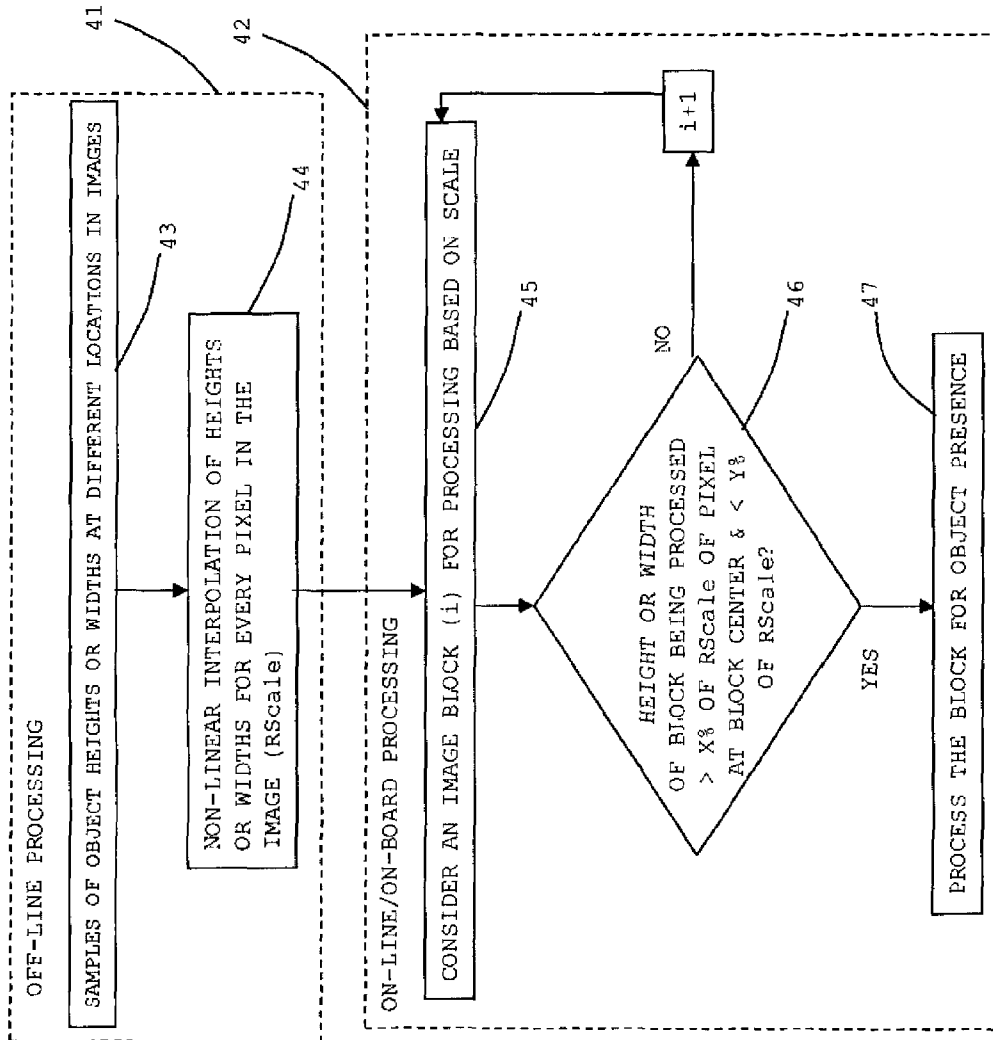 OFF-LINE PROCESSING
41
SAMPLES OF OBJECT HEIGHTS OR WIDTHS AT DIFFERENT LOCATIONS IN IMAGES
43
NON-LINEAR INTERPOLATION OF HEIGHTS
OR WIDTHS FOR EVERY PIXEL IN THE
IMAGE (RScale)
44
ON-LINE/ON-BOARD PROCESSING
42
CONSIDER AN IMAGE BLOCK (i) FOR PROCESSING BASED ON SCALE
45
i+1
HEIGHT OR WIDTH
OF BLOCK BEING PROCESSED
> X% OF RScale OF PIXEL
AT BLOCK CENTER & < Y%
OF RScale?
NO
46
YES
47
PROCESS THE BLOCK FOR OBJECT PRESENCE